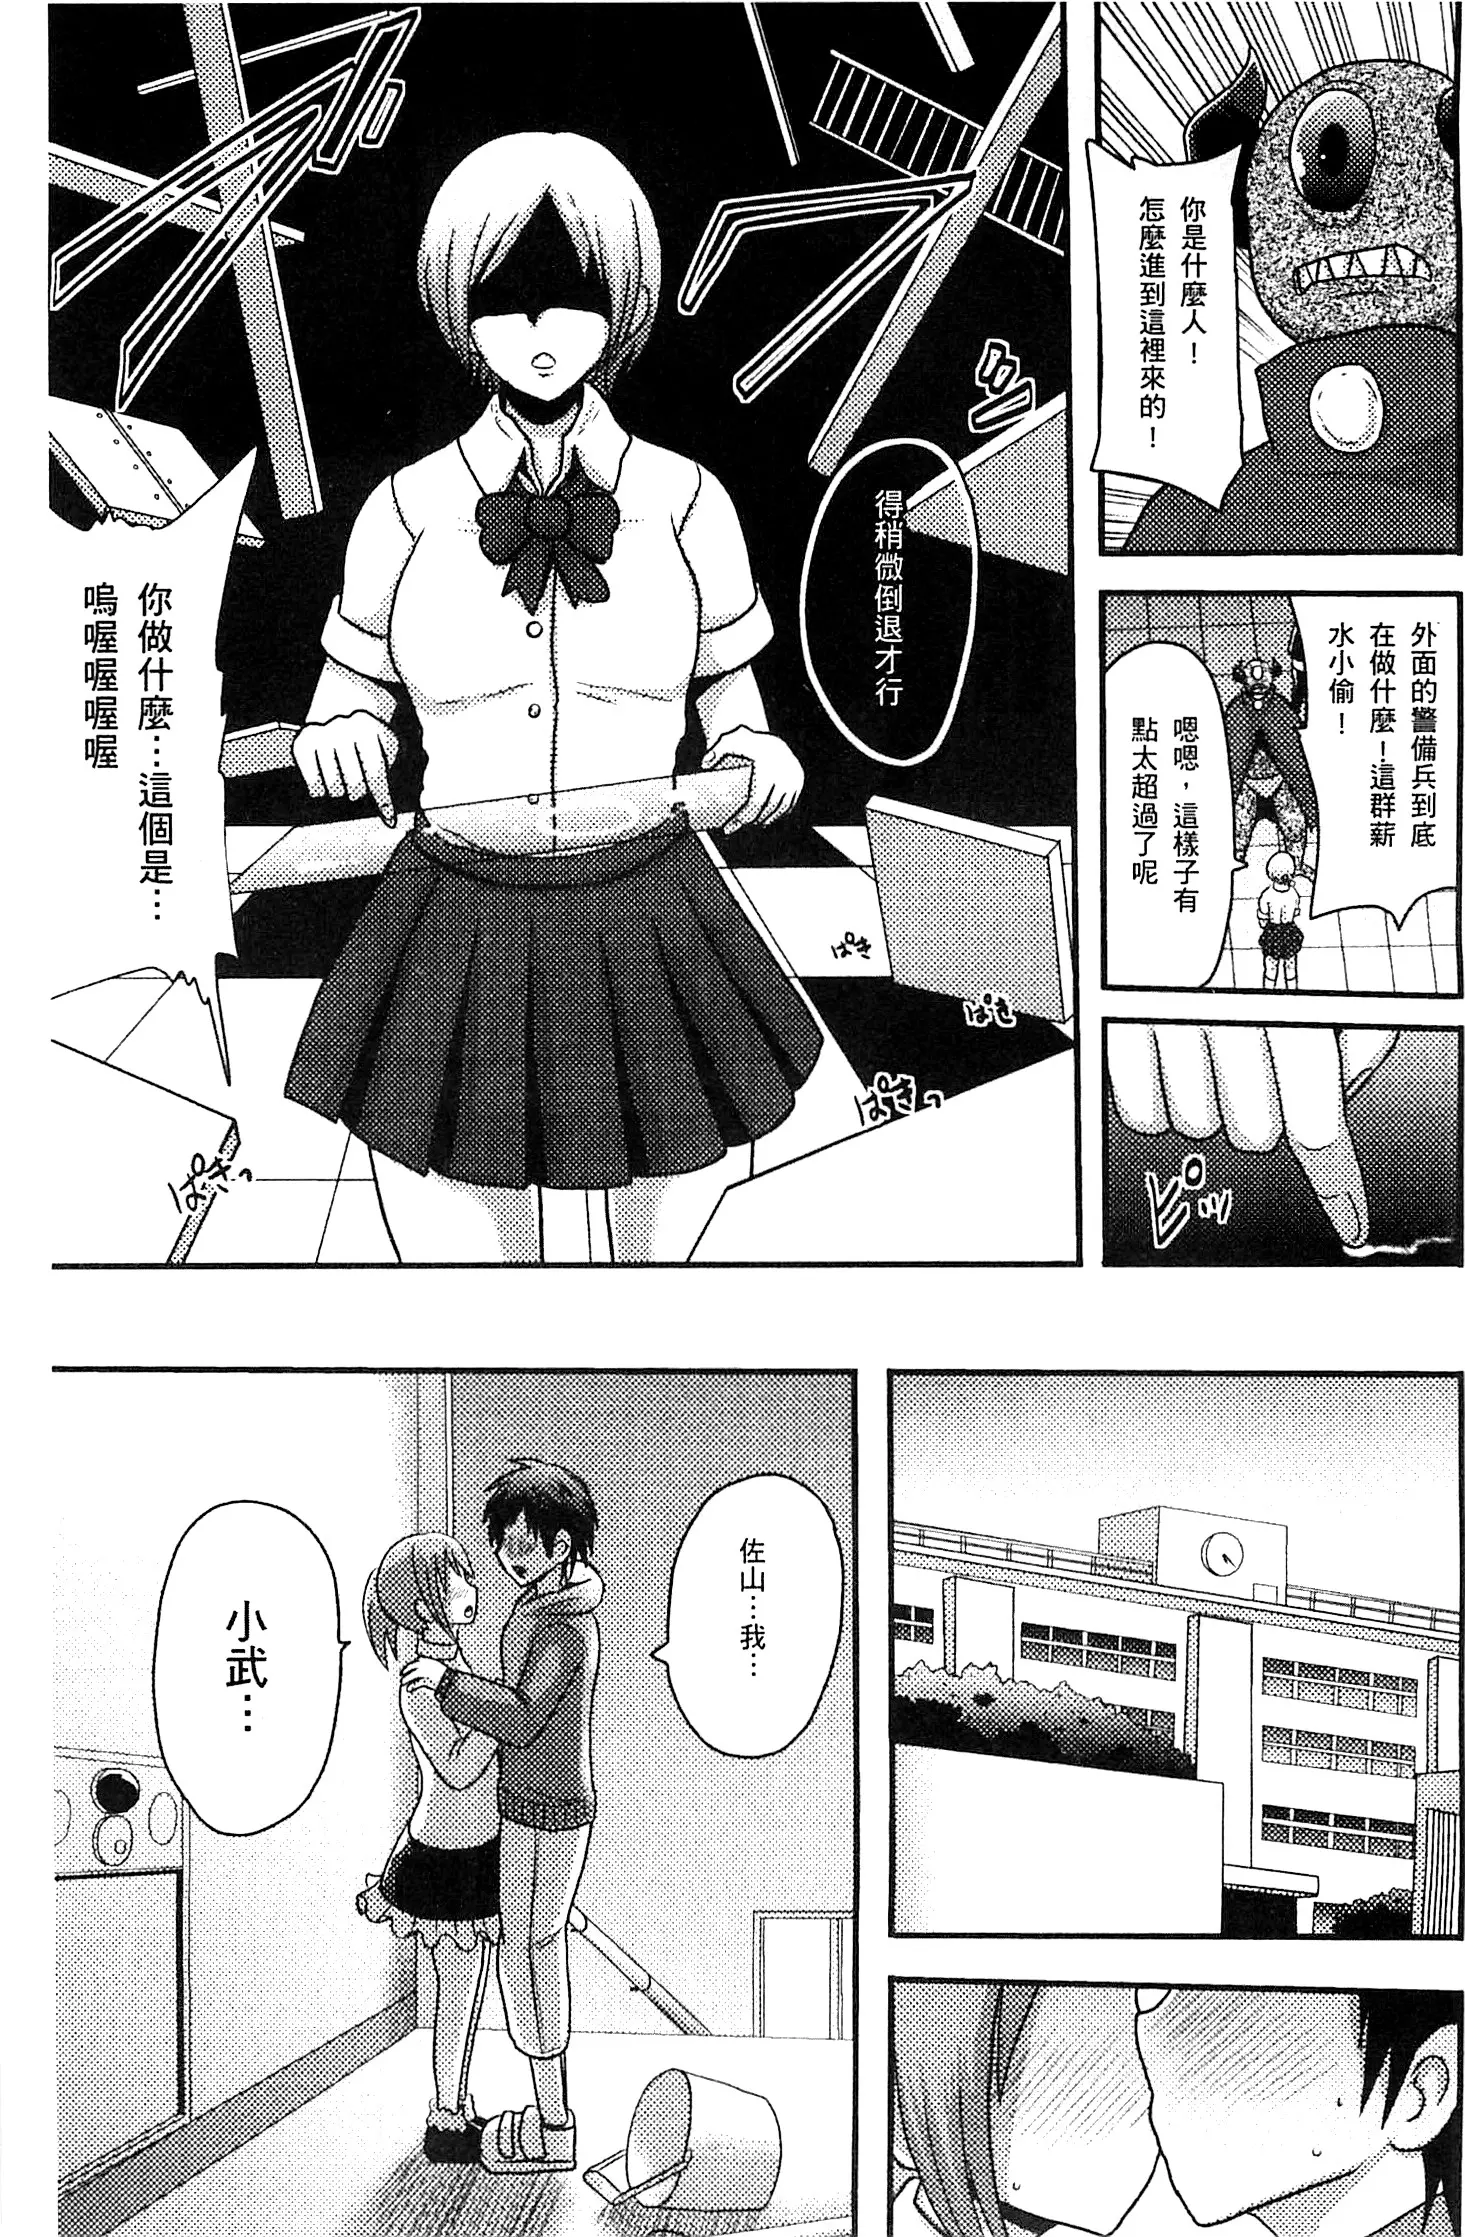 你是什麼人！
怎麼進到這裡來的！
外面的警備兵到底
在做什麼！這群薪
水小偷！
嗯嗯，這樣子有
點太超過了呢
ピッ
得稍微倒退才行
你做什麼…這個是…
嗚喔喔喔喔
ぱき
ぱき
ぱきっ
ぱきっ
佐山…我…
小武…